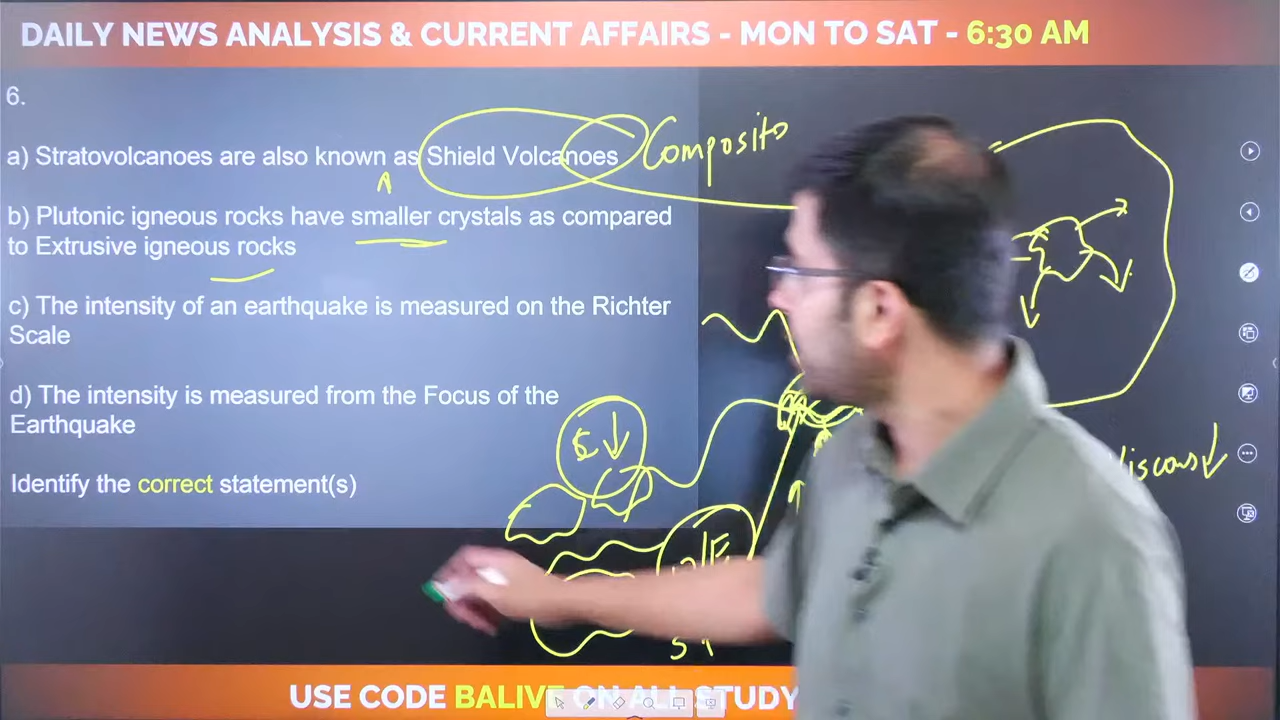 DAILY NEWS ANALYSIS & CURRENT AFFAIRS - MON TO SAT - 6:30 AM
6.
a) Stratovolcanoes are also known as Shield Volcanoes
Composito
b) Plutonic igneous rocks have smaller crystals as compared
to Extrusive igneous rocks
c) The intensity of an earthquake is measured on the Richter
Scale
d) The intensity is measured from the Focus of the
Earthquake
Viscous
Identify the correct statement(s)
USE CODE BALIVE ON ALL STUDY